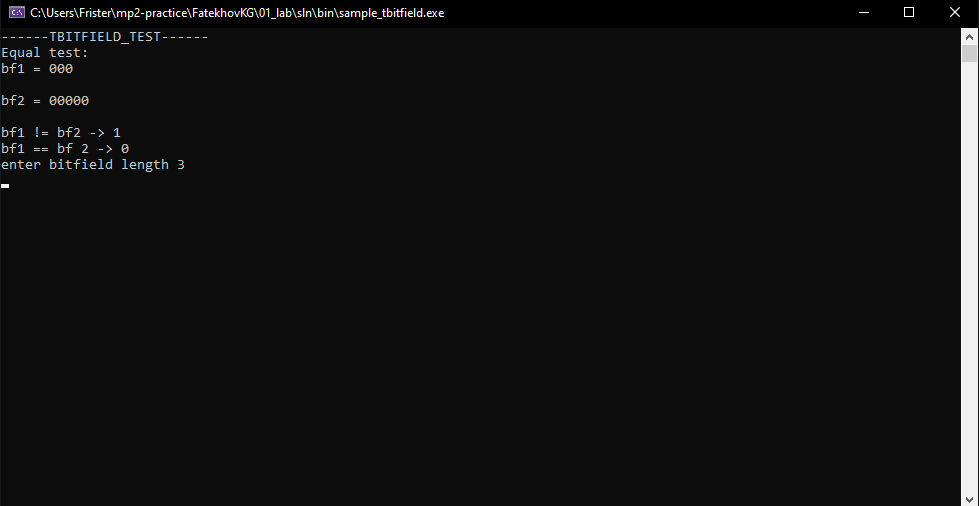 C:\Users\Frister\mp2-practice\FatekhovKG\01_lab\sln\bin\sample_tbitfield.exe
------TBITFIELD_TEST------
Equal test:
bf1 = 000
bf2 = 00000
bf1 != bf2 -> 1
bf1 == bf 2 -> 0
enter bitfield length 3